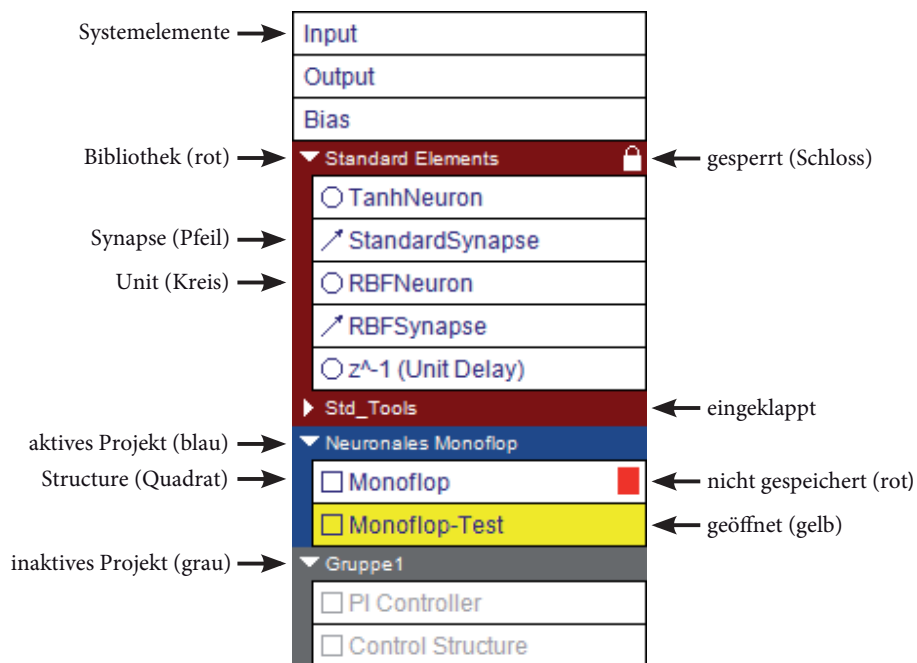 Systemelemente Input
Output
Bias
Bibliothek (rot) Standard Elements gesperrt (Schloss)
TanhNeuron
Synapse (Pfeil) StandardSynapse
Unit (Kreis) RBFNeuron
RBFSynapse
z^-1 (Unit Delay)
Std_Tools eingeklappt
aktives Projekt (blau) Neuronales Monoflop
Structure (Quadrat) Monoflop nicht gespeichert (rot)
Monoflop-Test geöffnet (gelb)
inaktives Projekt (grau) Gruppe1
PI Controller
Control Structure